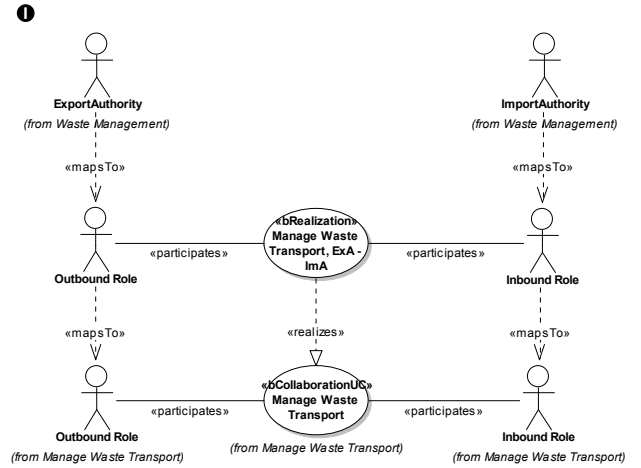 I
ExportAuthority
ImportAuthority
(from Waste Management)
(from Waste Management)
«mapsTo»
«mapsTo»
«bRealization»
Manage Waste
Transport, ExA -
ImA
«participates»
«participates»
Outbound Role
Inbound Role
«mapsTo»
«realizes»
«mapsTo»
«bCollaborationUC»
Manage Waste
Transport
«participates»
«participates»
Outbound Role
Inbound Role
(from Manage Waste Transport)
(from Manage Waste Transport)
(from Manage Waste Transport)